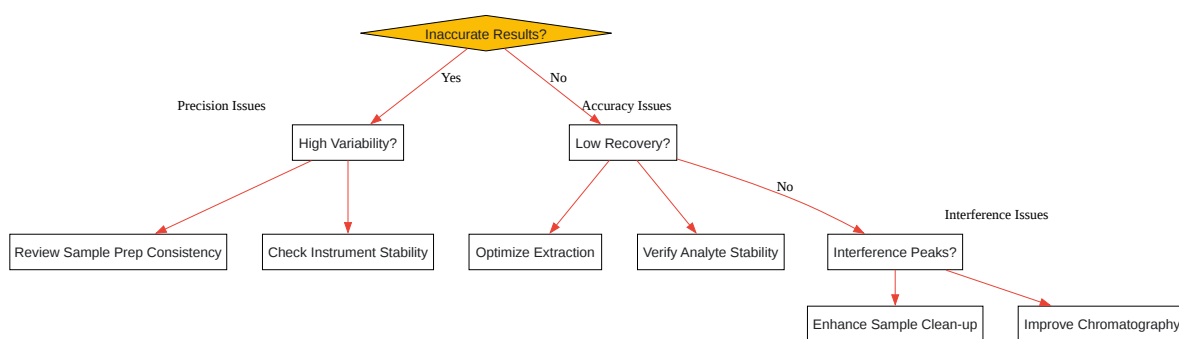 Inaccurate Results?
Yes
No
Precision Issues
Accuracy Issues
High Variability?
Low Recovery?
No
Interference Issues
Review Sample Prep Consistency
Check Instrument Stability
Optimize Extraction
Verify Analyte Stability
Interference Peaks?
Enhance Sample Clean-up
Improve Chromatography